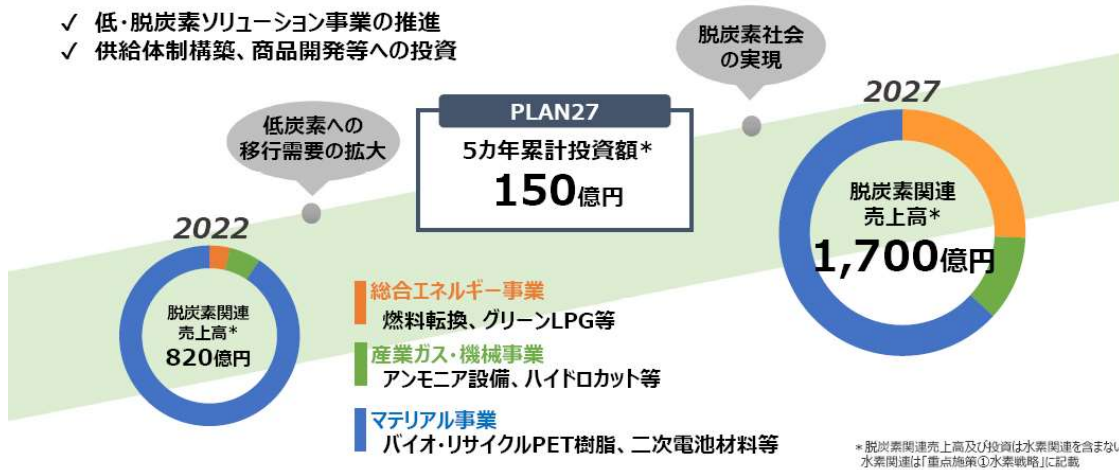 ✓ 低・脱炭素ソリューション事業の推進
✓ 供給体制構築、商品開発等への投資
脱炭素社会
の実現
低炭素への
移行需要の拡大
PLAN27
5カ年累計投資額*
150億円
2027
脱炭素関連
売上高*
1,700億円
2022
脱炭素関連
売上高*
820億円
総合エネルギー事業
燃料転換、グリーンLPG等
産業ガス・機械事業
アンモニア設備、ハイドロカット等
マテリアル事業
バイオ・リサイクルPET樹脂、二次電池材料等
*脱炭素関連売上高及び投資は水素関連を含まない
水素関連は「重点施策①水素戦略」に記載